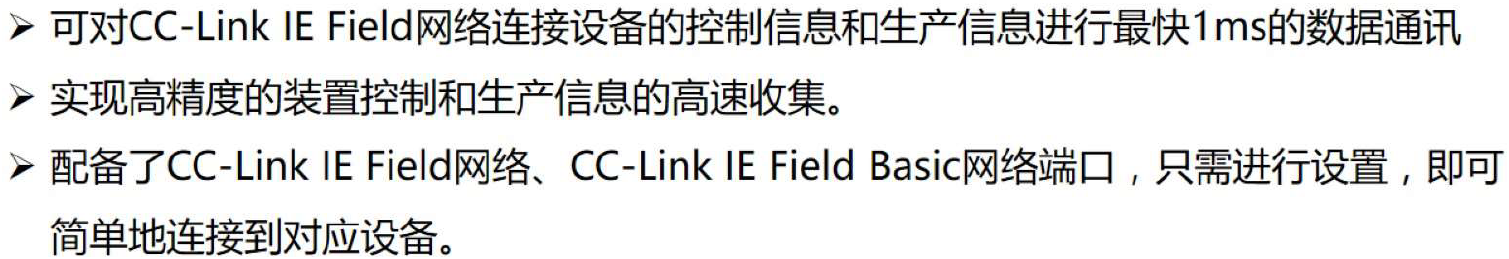 ➢ 可对CC-Link IE Field网络连接设备的控制信息和生产信息进行最快1ms的数据通讯
➢ 实现高精度的装置控制和生产信息的高速收集。
➢ 配备了CC-Link IE Field网络、CC-Link IE Field Basic网络端口，只需进行设置，即可
简单地连接到对应设备。